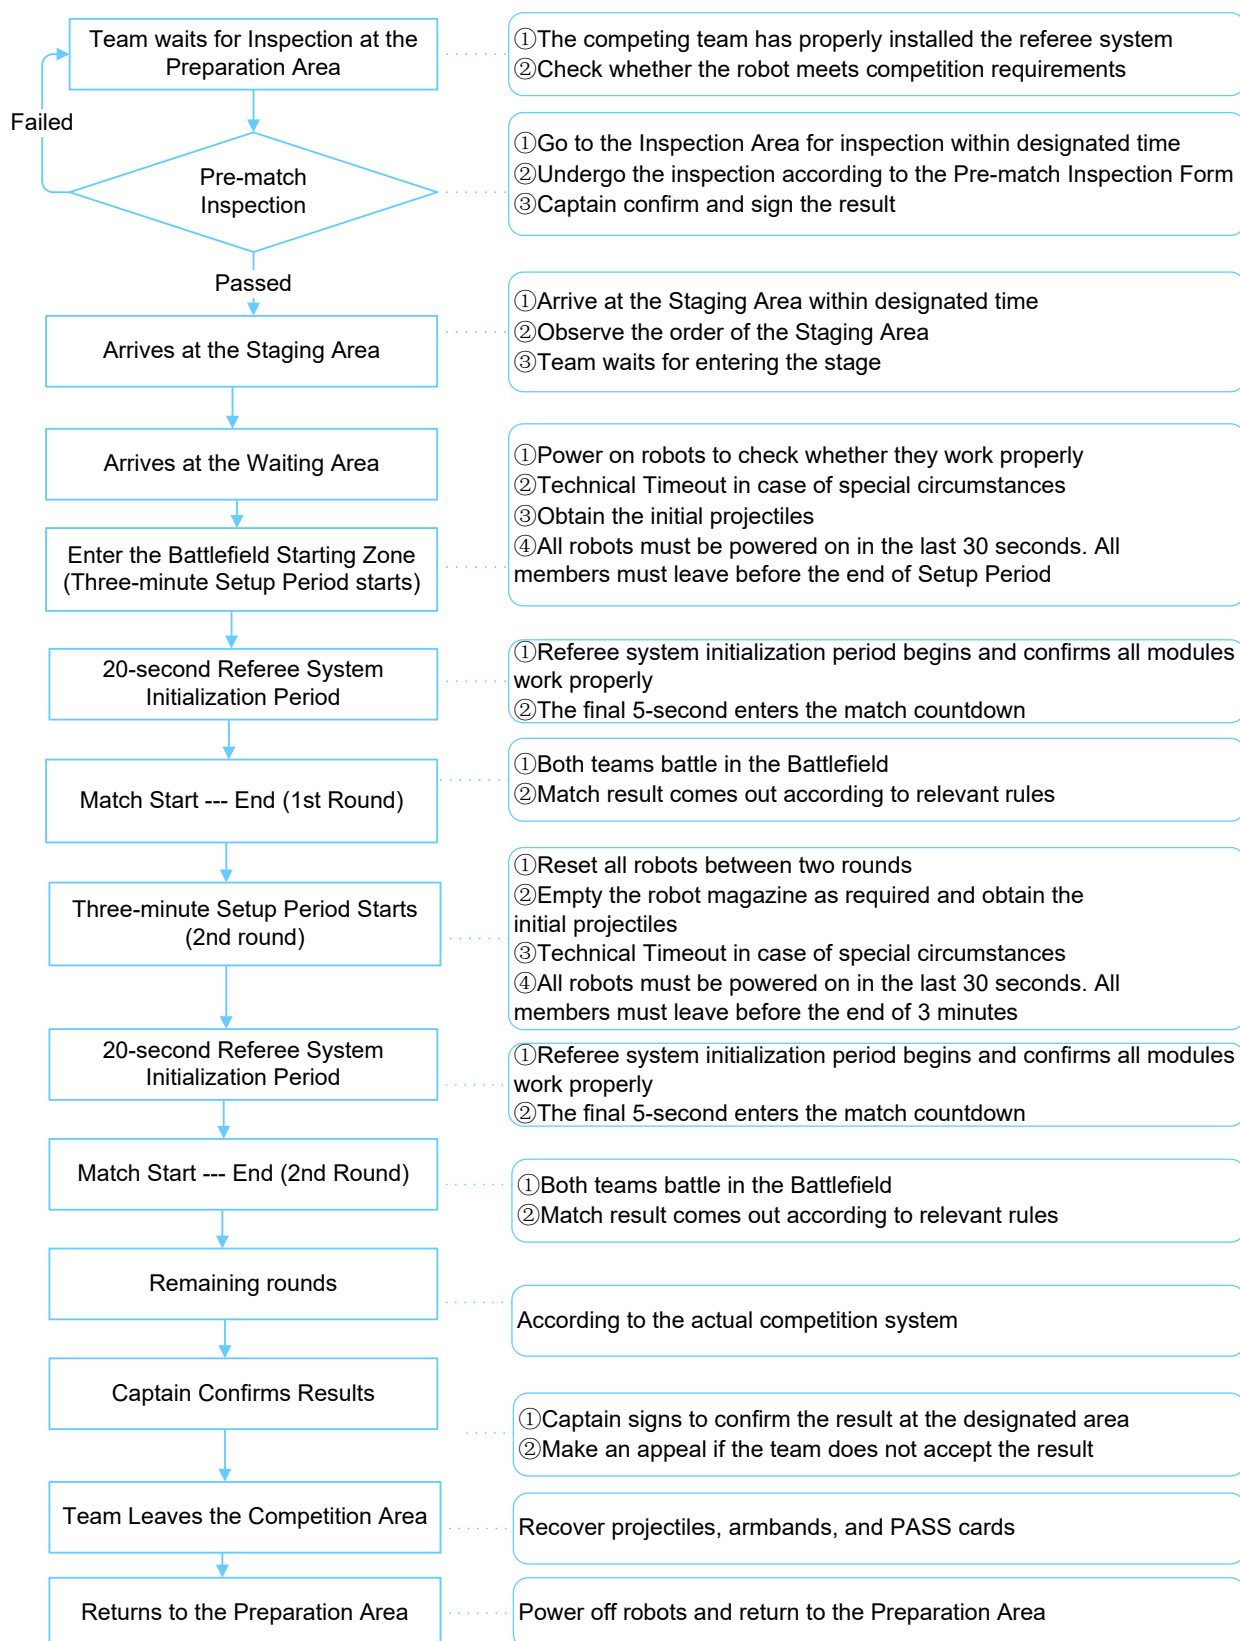 Team waits for Inspection at the
Preparation Area
①The competing team has properly installed the referee system
②Check whether the robot meets competition requirements
Failed
Pre-match
Inspection
①Go to the Inspection Area for inspection within designated time
②Undergo the inspection according to the Pre-match Inspection Form
③Captain confirm and sign the result
Passed
Arrives at the Staging Area
①Arrive at the Staging Area within designated time
②Observe the order of the Staging Area
③Team waits for entering the stage
Arrives at the Waiting Area
Enter the Battlefield Starting Zone
(Three-minute Setup Period starts)
①Power on robots to check whether they work properly
②Technical Timeout in case of special circumstances
③Obtain the initial projectiles
④All robots must be powered on in the last 30 seconds. All
members must leave before the end of Setup Period
20-second Referee System
Initialization Period
①Referee system initialization period begins and confirms all modules
work properly
②The final 5-second enters the match countdown
Match Start --- End (1st Round)
①Both teams battle in the Battlefield
②Match result comes out according to relevant rules
Three-minute Setup Period Starts
(2nd round)
①Reset all robots between two rounds
②Empty the robot magazine as required and obtain the
initial projectiles
③Technical Timeout in case of special circumstances
④All robots must be powered on in the last 30 seconds. All
members must leave before the end of 3 minutes
20-second Referee System
Initialization Period
①Referee system initialization period begins and confirms all modules
work properly
②The final 5-second enters the match countdown
Match Start --- End (2nd Round)
①Both teams battle in the Battlefield
②Match result comes out according to relevant rules
Remaining rounds
According to the actual competition system
Captain Confirms Results
①Captain signs to confirm the result at the designated area
②Make an appeal if the team does not accept the result
Team Leaves the Competition Area
Recover projectiles, armbands, and PASS cards
Returns to the Preparation Area
Power off robots and return to the Preparation Area